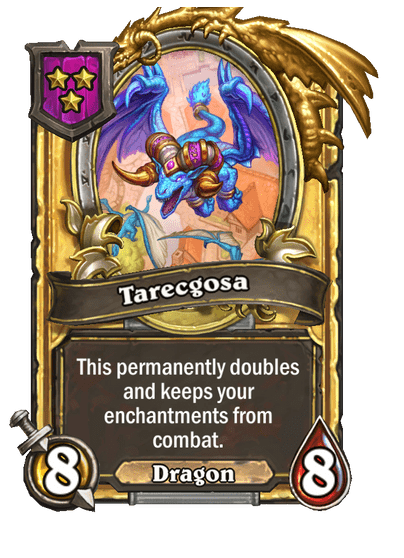 Tarecgosa
This permanently doubles
and keeps your
enchantments from
combat.
8
Dragon
8